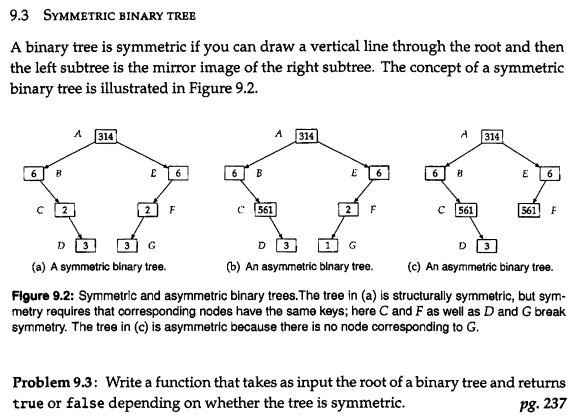 9.3 SYMMETRIC BINARY TREE
A binary tree is symmetric if you can draw a vertical line through the root and then
the left subtree is the mirror image of the right subtree. The concept of a symmetric
binary tree is illustrated in Figure 9.2.
A 314 A 314 A 314
6 B E 6 6 B E 6 6 B E 6
C 2 2 F C 561 2 F C 561 561 F
D 3 3 G D 3 1 G D 3
(a) A symmetric binary tree. (b) An asymmetric binary tree. (c) An asymmetric binary tree.
Figure 9.2: Symmetric and asymmetric binary trees.The tree in (a) is structurally symmetric, but sym-
metry requires that corresponding nodes have the same keys; here C and F as well as D and G break
symmetry. The tree in (c) is asymmetric because there is no node corresponding to G.
Problem 9.3: Write a function that takes as input the root of a binary tree and returns
true or false depending on whether the tree is symmetric. pg. 237